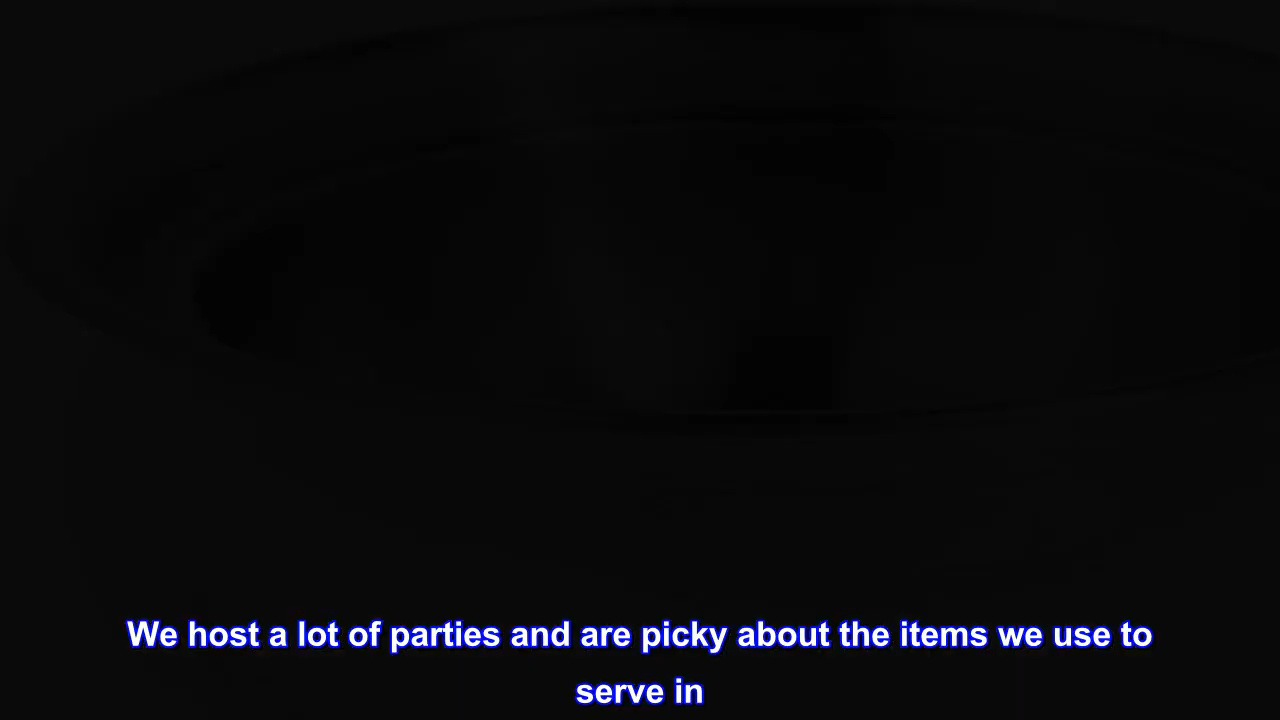 We host a lot of parties and are picky about the items we use to
serve in